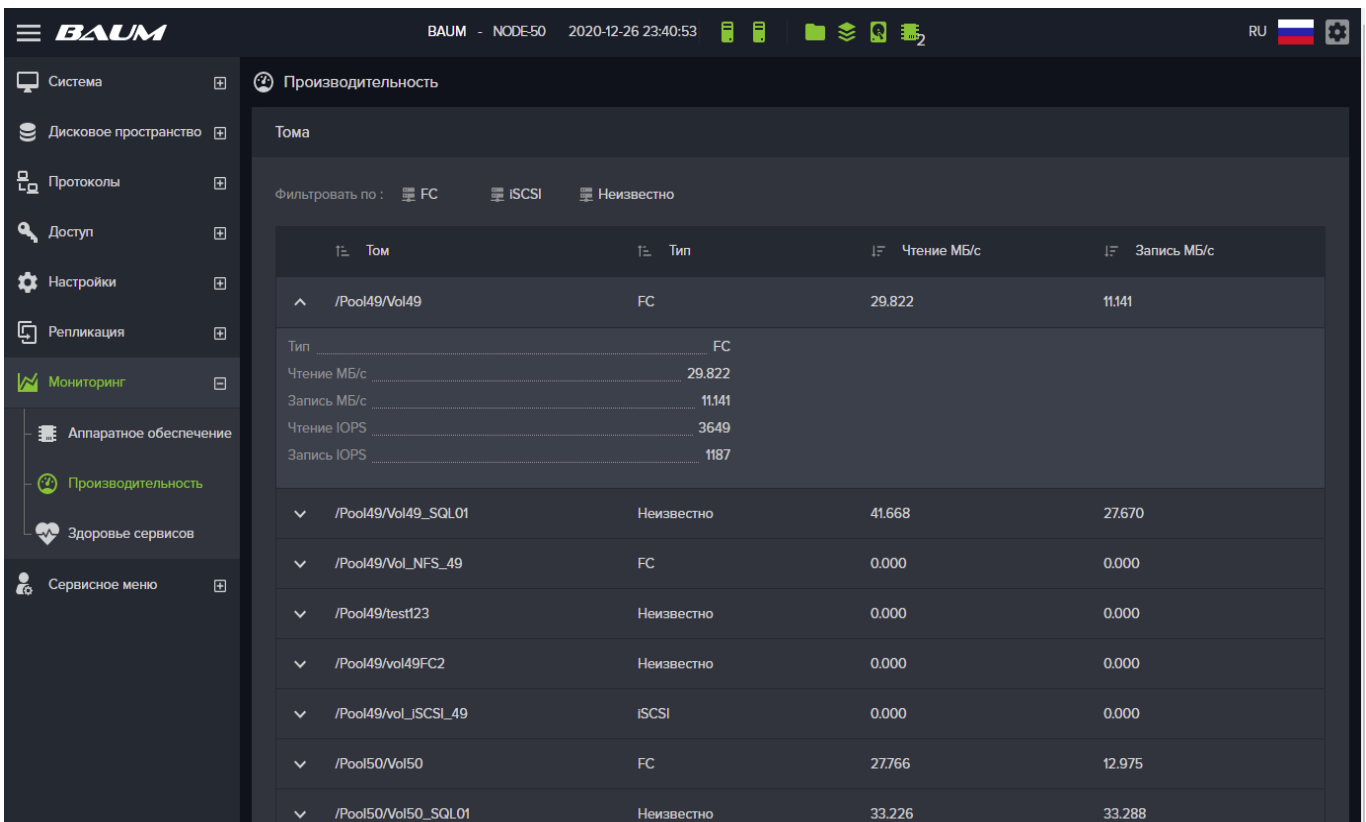 BAUM BAUM - NODE-50 2020-12-26 23:40:53 2 RU
Система
Дисковое пространство
Протоколы
Доступ
Настройки
Репликация
Мониторинг
Аппаратное обеспечение
Производительность
Здоровье сервисов
Сервисное меню
Производительность
Тома
Фильтровать по : FC iSCSI Неизвестно
Том Тип Чтение МБ/с Запись МБ/с
/Pool49/Vol49 FC 29.822 11.141
Тип FC
Чтение МБ/с 29.822
Запись МБ/с 11.141
Чтение IOPS 3649
Запись IOPS 1187
/Pool49/Vol49_SQL01 Неизвестно 41.668 27.670
/Pool49/Vol_NFS_49 FC 0.000 0.000
/Pool49/test123 Неизвестно 0.000 0.000
/Pool49/vol49FC2 Неизвестно 0.000 0.000
/Pool49/vol_iSCSI_49 iSCSI 0.000 0.000
/Pool50/Vol50 FC 27.766 12.975
/Pool50/Vol50_SQL01 Неизвестно 33.226 33.288